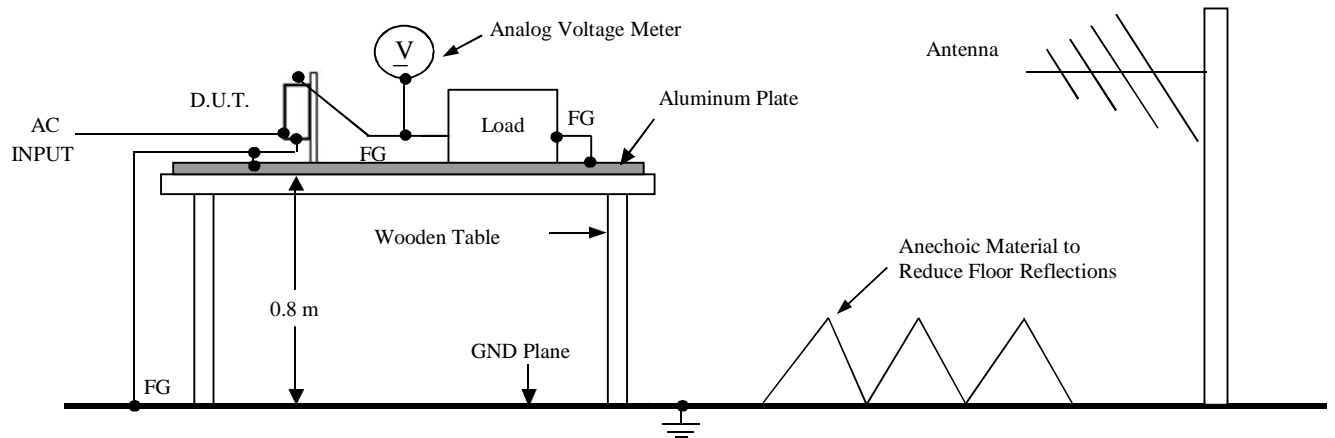 Analog Voltage Meter
V
Antenna
D.U.T.
Aluminum Plate
AC
INPUT
Load
FG
FG
Wooden Table
Anechoic Material to
Reduce Floor Reflections
0.8 m
GND Plane
FG